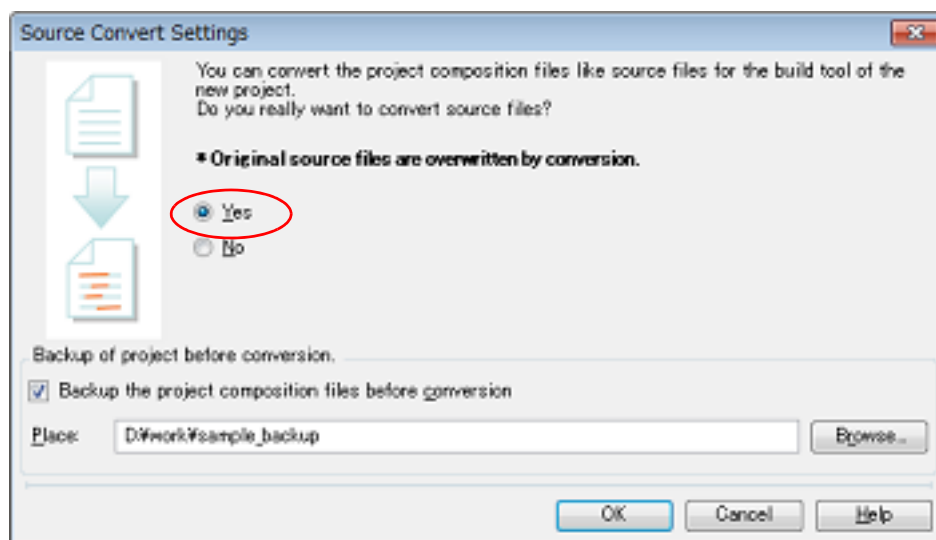 Source Convert Settings
You can convert the project composition files like source files for the build tool of the
new project.
Do you really want to convert source files?
* Original source files are overwritten by conversion.
Yes
No
Backup of project before conversion.
Backup the project composition files before conversion
Place: D:¥work¥sample_backup Browse...
OK Cancel Help